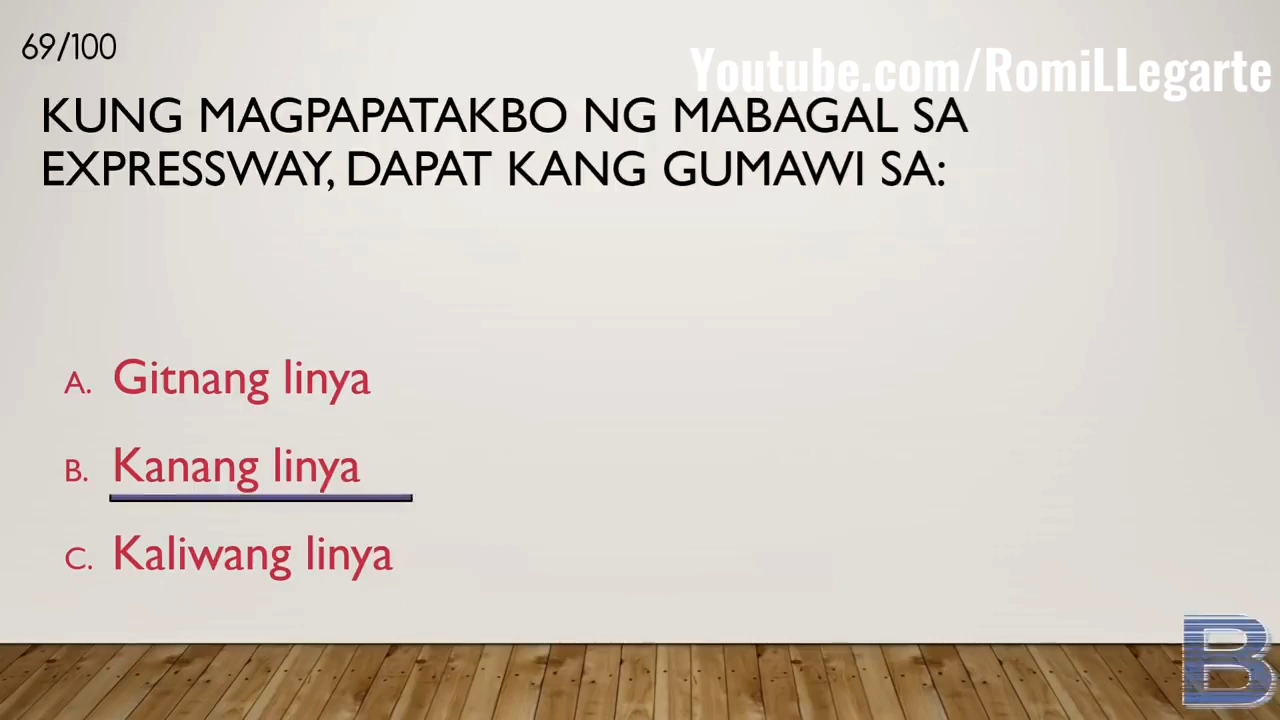 69/100
Youtube.com/RomiLLegarte
KUNG MAGPAPATAKBO NG MABAGAL SA
EXPRESSWAY, DAPAT KANG GUMAWI SA:
A. Gitnang linya
B. Kanang linya
C. Kaliwang linya
B